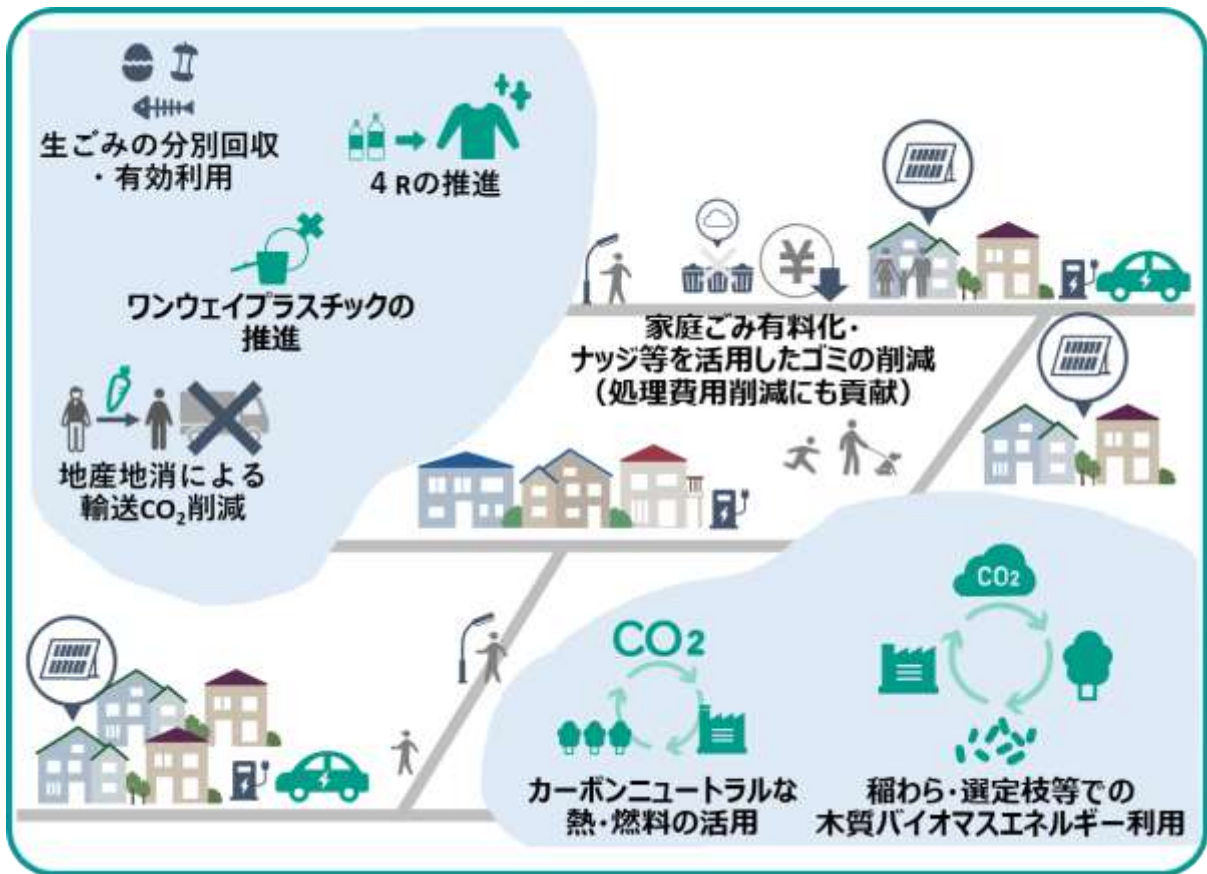 生ごみの分別回収
・有効利用
４Rの推進
ワンウェイプラスチックの
推進
地産地消による
輸送CO₂削減
¥
家庭ごみ有料化・
ナッジ等を活用したゴミの削減
（処理費用削減にも貢献）
CO2
カーボンニュートラルな
熱・燃料の活用
CO2
稲わら・選定枝等での
木質バイオマスエネルギー利用